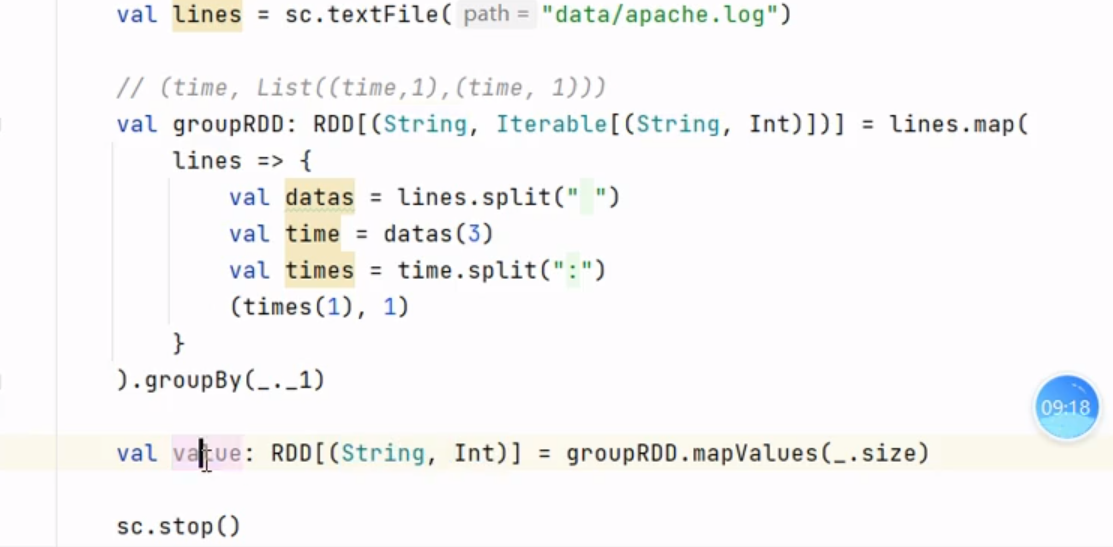 val lines = sc.textFile( path = "data/apache.log")
// (time, List((time,1),(time, 1)))
val groupRDD: RDD[(String, Iterable[(String, Int)])] = lines.map(
lines => {
val datas = lines.split(" ")
val time = datas(3)
val times = time.split(":")
(times(1), 1)
}
).groupBy(_._1)
09:18
val value: RDD[(String, Int)] = groupRDD.mapValues(_.size)
sc.stop()